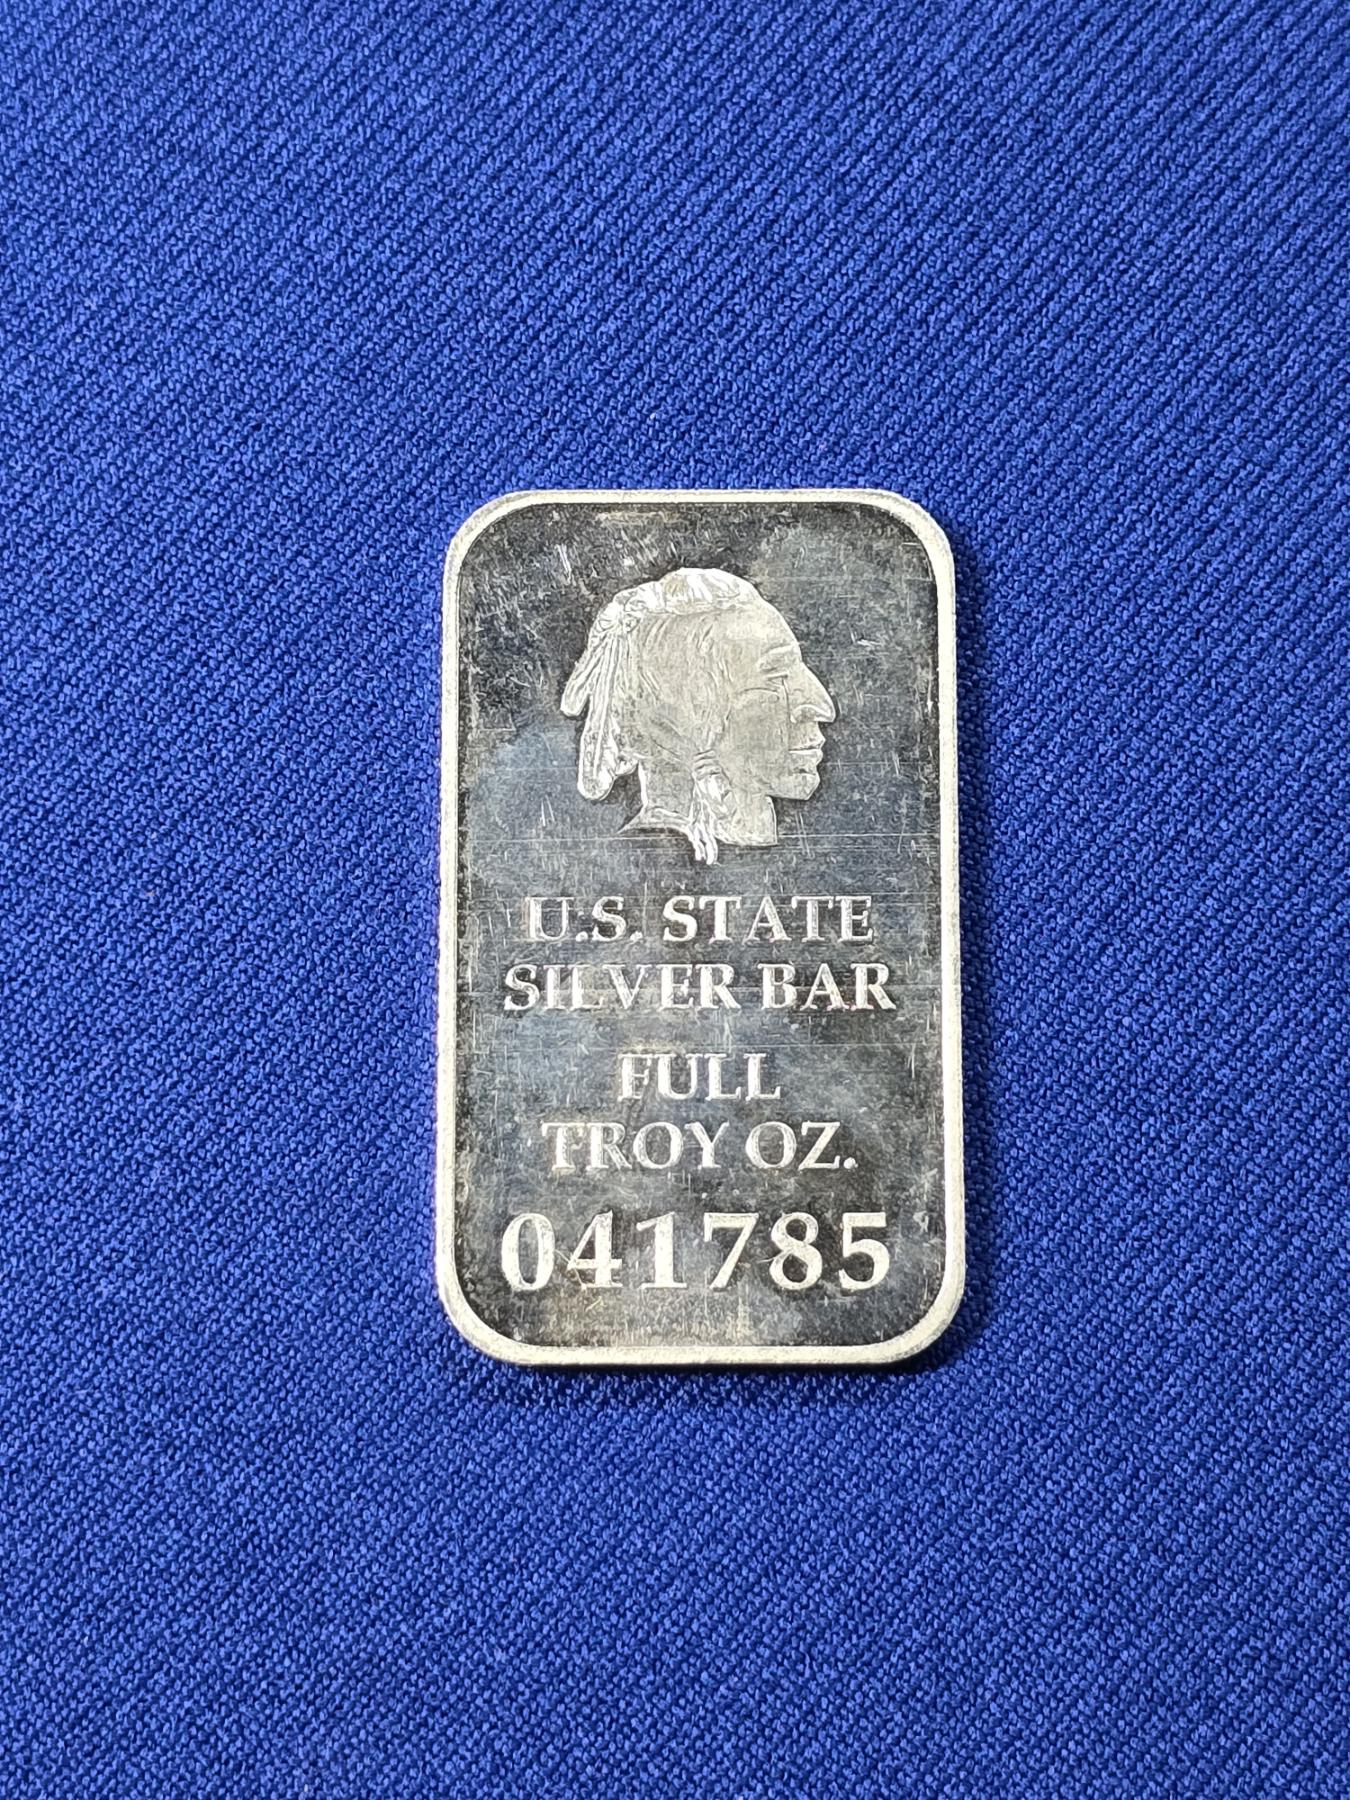 U.S. STATE
SILVER BAR
FULL
TROY OZ.
041785